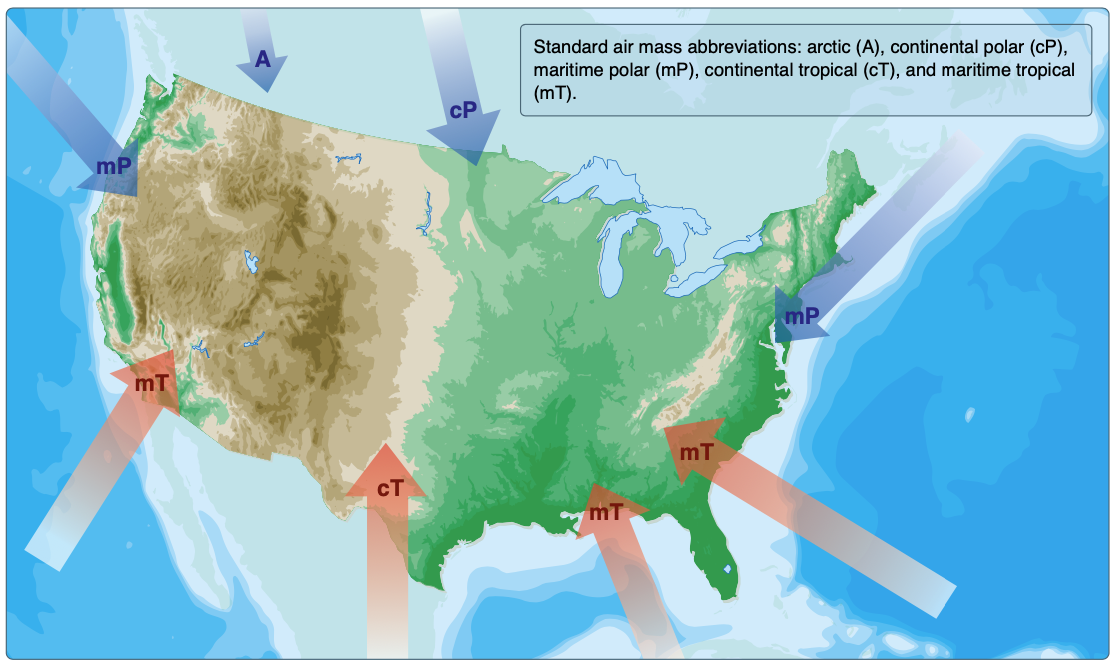 Standard air mass abbreviations: arctic (A), continental polar (cP),
maritime polar (mP), continental tropical (cT), and maritime tropical
(mT).
A
cP
mP
mP
mT
mT
cT
mT